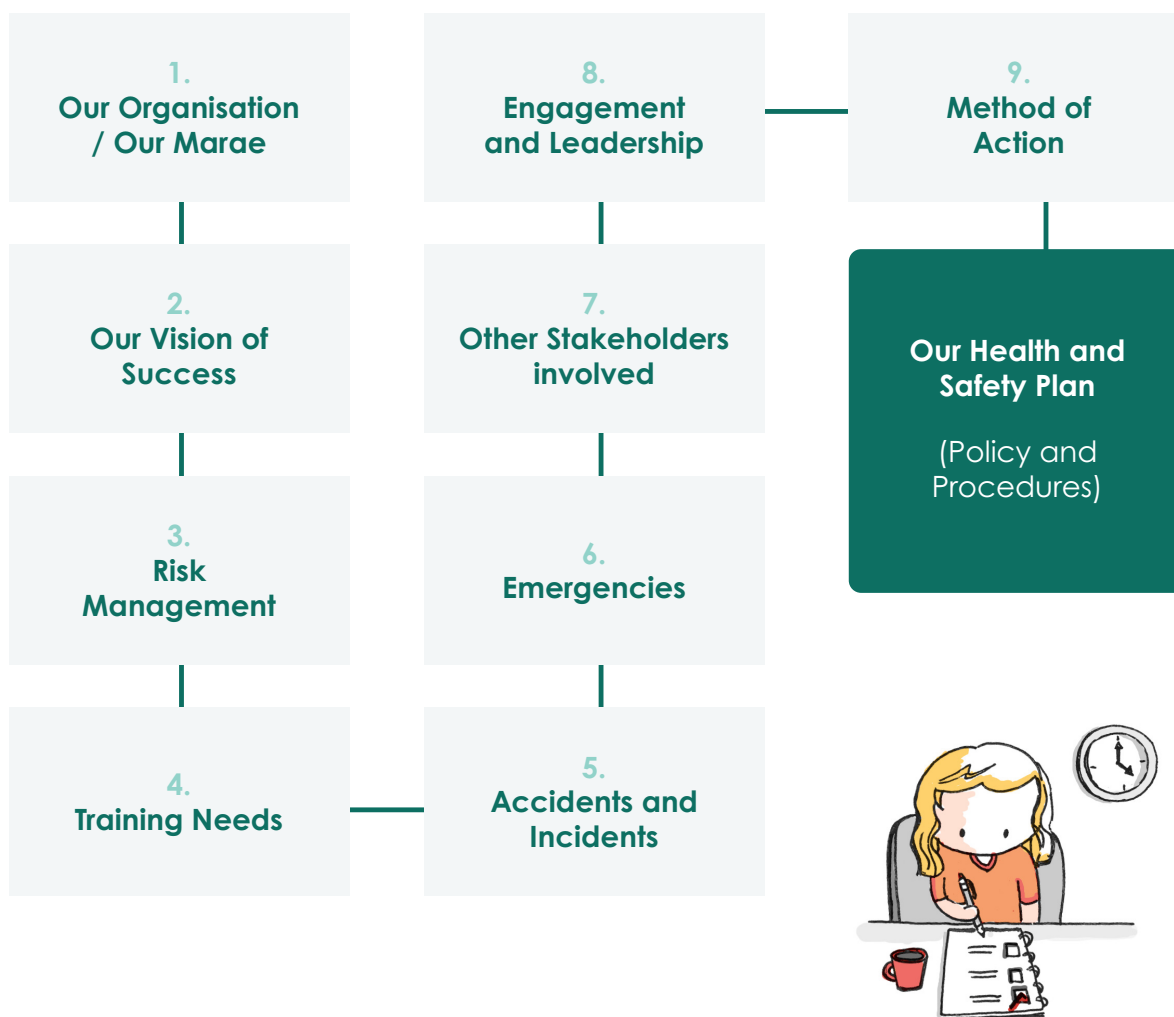 1.
Our Organisation
/ Our Marae
2.
Our Vision of
Success
3.
Risk
Management
4.
Training Needs
5.
Accidents and
Incidents
6.
Emergencies
7.
Other Stakeholders
involved
8.
Engagement
and Leadership
9.
Method of
Action
Our Health and
Safety Plan
(Policy and
Procedures)